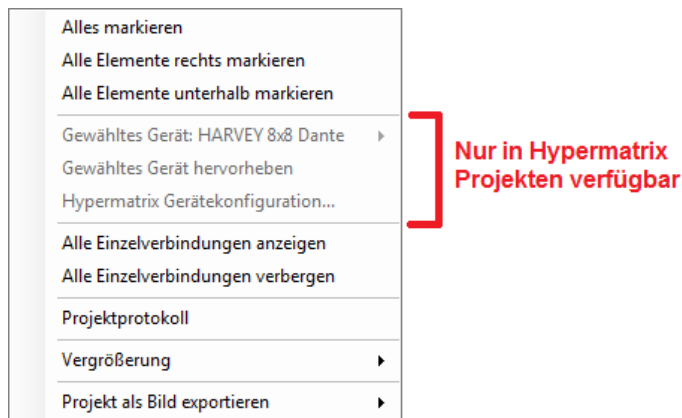 Alles markieren
Alle Elemente rechts markieren
Alle Elemente unterhalb markieren
Gewähltes Gerät: HARVEY 8x8 Dante
Gewähltes Gerät hervorheben
Hypermatrix Gerätekonfiguration...
Nur in Hypermatrix
Projekten verfügbar
Alle Einzelverbindungen anzeigen
Alle Einzelverbindungen verbergen
Projektprotokoll
Vergrößerung
Projekt als Bild exportieren